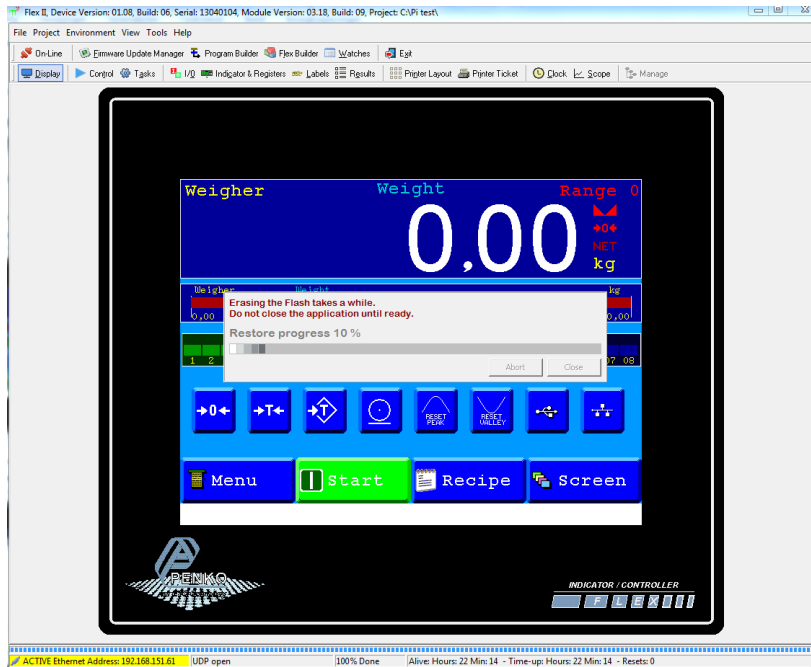 Flex II, Device Version: 01.08, Build: 06, Serial: 13040104, Module Version: 03.18, Build: 09, Project: C:\Pi test\
File Project Environment View Tools Help
On-Line Firmware Update Manager Program Builder Flex Builder Watches Exit
Display Control Tasks I/O Indicator & Registers Labels Results Printer Layout Printer Ticket Clock Scope Manage
Weigher Weight Range 0
0,00
→0←
NET
kg
Weigher Weight kg
0,00 0,00
Erasing the Flash takes a while.
Do not close the application until ready.
Restore progress 10 %
1 2 07 08
Abort Close
→0← →T← →T RESET PEAK RESET VALLEY
Menu Start Recipe Screen
PENKO
INDICATOR / CONTROLLER
FLEX
ACTIVE Ethernet Address: 192.168.151.61 UDP open 100% Done Alive: Hours: 22 Min: 14 - Time-up: Hours: 22 Min: 14 - Resets: 0